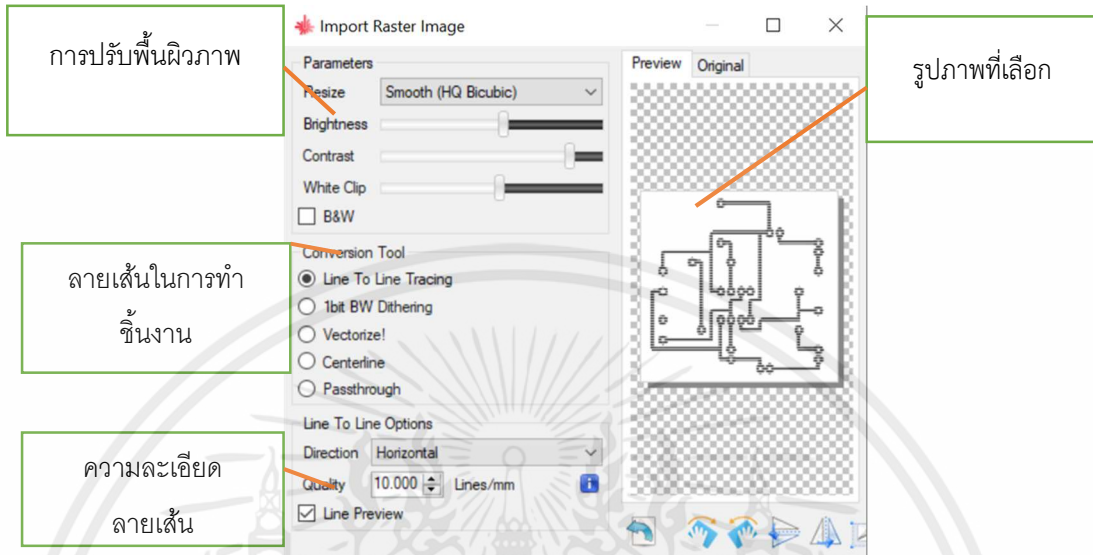 การปรับพื้นผิวภาพ
Import Raster Image
รูปภาพที่เลือก
Parameters
Resize Smooth (HQ Bicubic)
Brightness
Contrast
White Clip
B&W
Preview Original
ลายเส้นในการทำ
ชิ้นงาน
Conversion Tool
Line To Line Tracing
1bit BW Dithering
Vectorize!
Centerline
Passthrough
ความละเอียด
ลายเส้น
Line To Line Options
Direction Horizontal
Quality 10.000 Lines/mm
Line Preview